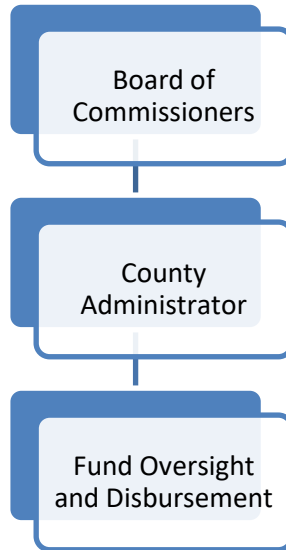 Board of
Commissioners
County
Administrator
Fund Oversight
and Disbursement